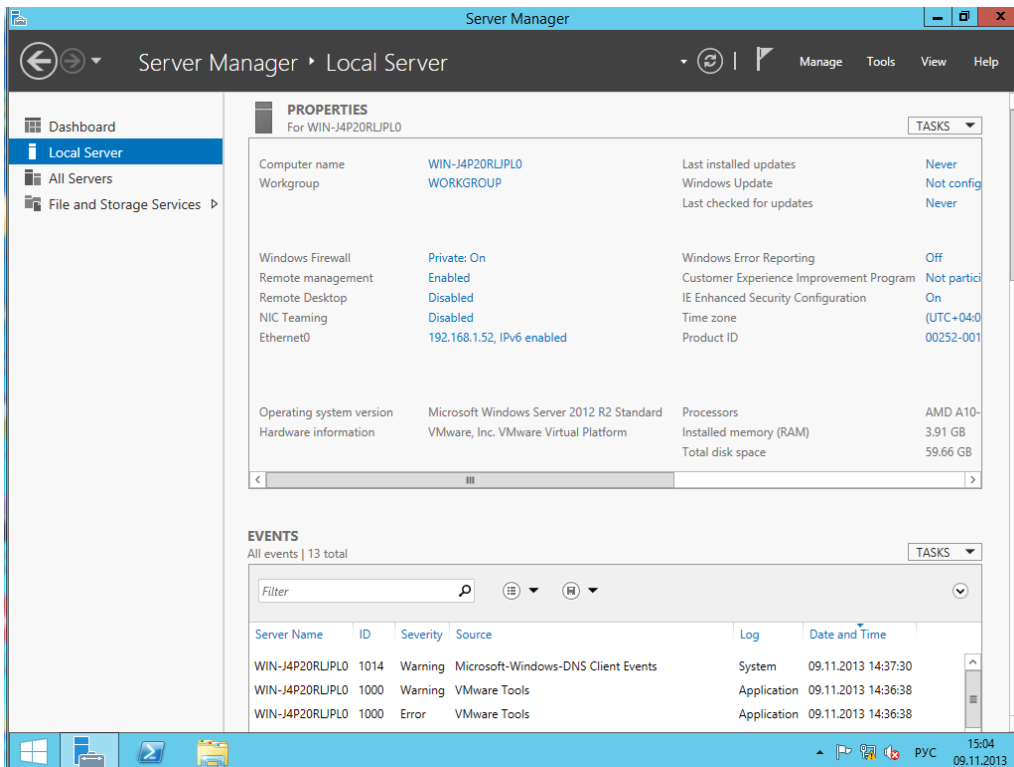 Server Manager
Server Manager ‣ Local Server
Manage Tools View Help
Dashboard
Local Server
All Servers
File and Storage Services
PROPERTIES
For WIN-J4P20RLJPL0
TASKS
Computer name WIN-J4P20RLJPL0 Last installed updates Never
Workgroup WORKGROUP Windows Update Not config
Last checked for updates Never
Windows Firewall Private: On Windows Error Reporting Off
Remote management Enabled Customer Experience Improvement Program Not partici
Remote Desktop Disabled IE Enhanced Security Configuration On
NIC Teaming Disabled Time zone (UTC+04:0
Ethernet0 192.168.1.52, IPv6 enabled Product ID 00252-001
Operating system version Microsoft Windows Server 2012 R2 Standard Processors AMD A10-
Hardware information VMware, Inc. VMware Virtual Platform Installed memory (RAM) 3.91 GB
Total disk space 59.66 GB
EVENTS
All events | 13 total
TASKS
Filter
Server Name ID Severity Source Log Date and Time
WIN-J4P20RLJPL0 1014 Warning Microsoft-Windows-DNS Client Events System 09.11.2013 14:37:30
WIN-J4P20RLJPL0 1000 Warning VMware Tools Application 09.11.2013 14:36:38
WIN-J4P20RLJPL0 1000 Error VMware Tools Application 09.11.2013 14:36:38
РУС 15:04
09.11.2013